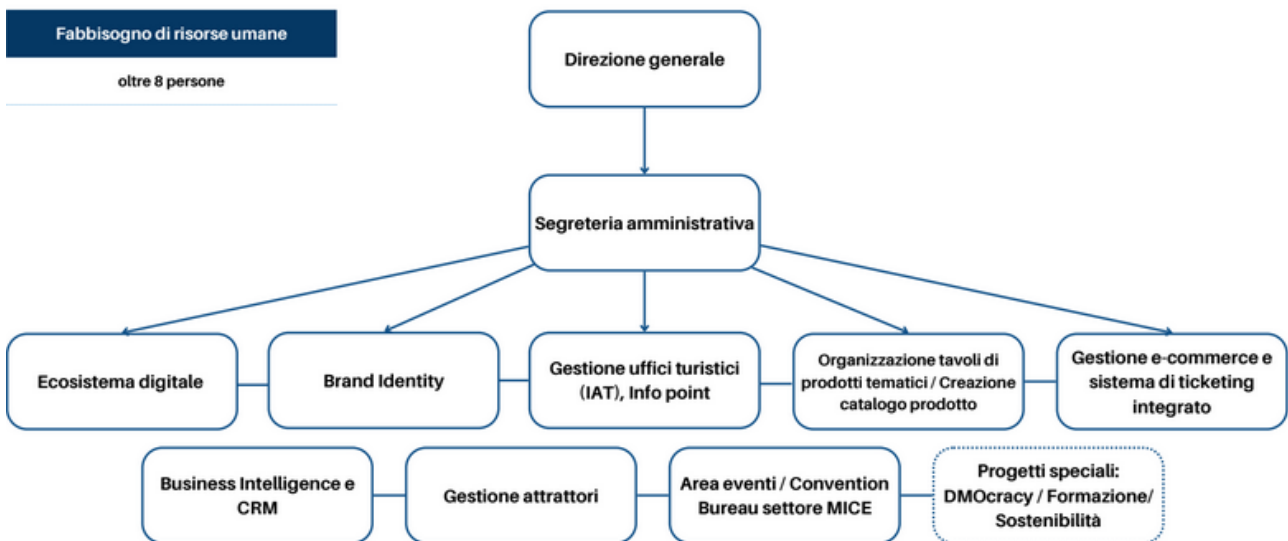 Fabbisogno di risorse umane
oltre 8 persone
Direzione generale
Segreteria amministrativa
Ecosistema digitale
Brand Identity
Gestione uffici turistici
(IAT), Info point
Organizzazione tavoli di
prodotti tematici / Creazione
catalogo prodotto
Gestione e-commerce e
sistema di ticketing
integrato
Business Intelligence e
CRM
Gestione attrattori
Area eventi / Convention
Bureau settore MICE
Progetti speciali:
DMOcracy / Formazione/
Sostenibilità